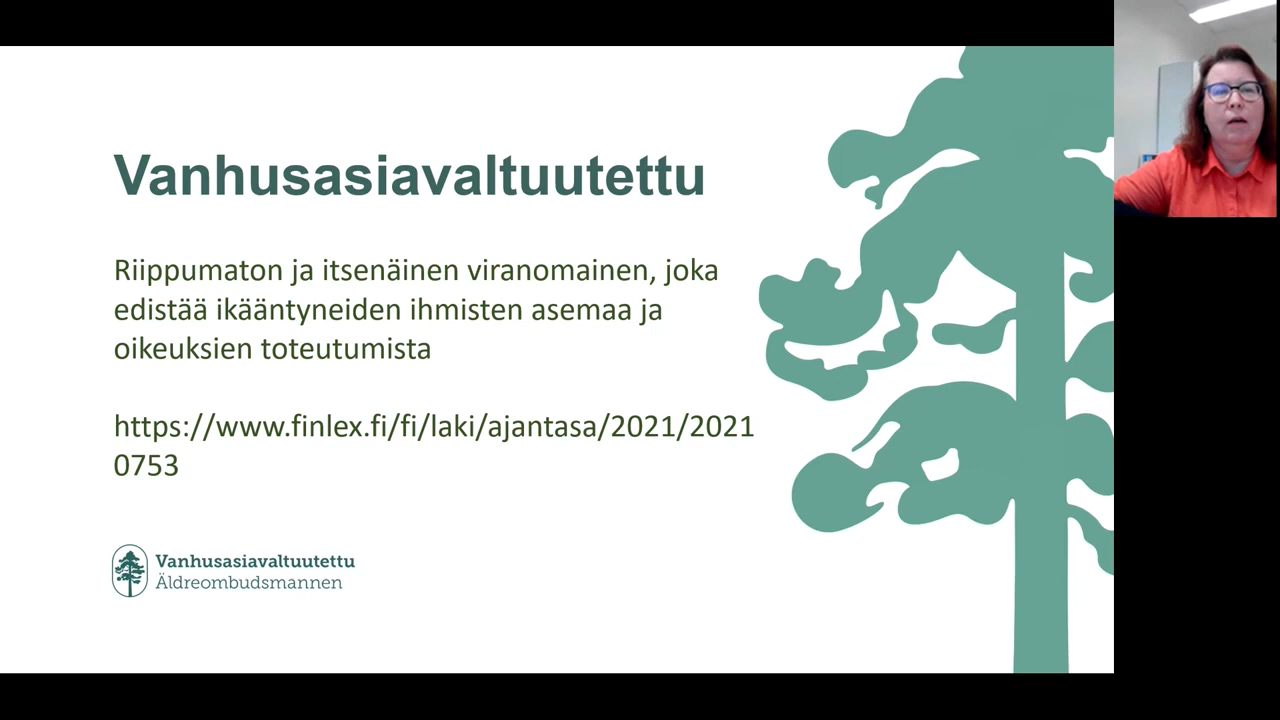 Vanhusasiavaltuutettu
Riippumaton ja itsenäinen viranomainen, joka
edistää ikääntyneiden ihmisten asemaa ja
oikeuksien toteutumista
https://www.finlex.fi/fi/laki/ajantasa/2021/2021
0753
Vanhusasiavaltuutettu
Äldreombudsmannen